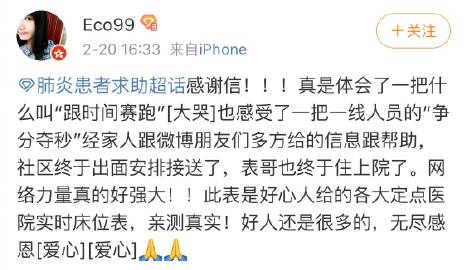 Eco99
2-20 16:33 来自iPhone
+关注
肺炎患者求助超话感谢信！！！真是体会了一把什
么叫“跟时间赛跑”[大哭]也感受了一把一线人员的“争
分夺秒”经家人跟微博朋友们多方给的信息跟帮助，
社区终于出面安排接送了，表哥也终于住上院了。网
络力量真的好强大！！此表是好心人给的各大定点医
院实时床位表，亲测真实！好人还是很多的，无尽感
恩[爱心][爱心]🙏🙏